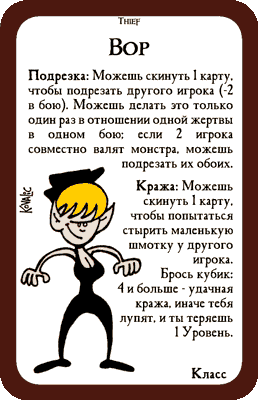 Thief
Вор
Подрезка: Можешь скинуть 1 карту,
чтобы подрезать другого игрока (-2
в бою). Можешь делать это только
один раз в отношении одной жертвы
в одном бою; если 2 игрока
совместно валят монстра, можешь
подрезать их обоих.
Кража: Можешь
скинуть 1 карту,
чтобы попытаться
стырить маленькую
шмотку у другого
игрока.
Брось кубик:
4 и больше - удачная
кража, иначе тебя
лупят, и ты теряешь
1 Уровень.
Kovalic
Класс